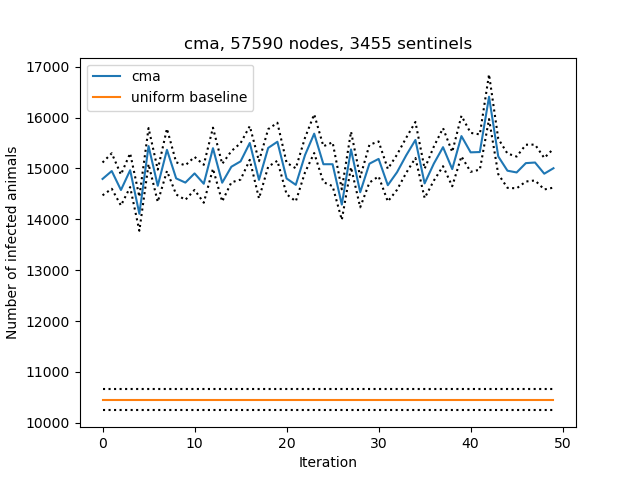 cma, 57590 nodes, 3455 sentinels
cma
uniform baseline
Number of infected animals
17000
16000
15000
14000
13000
12000
11000
10000
0 10 20 30 40 50
Iteration